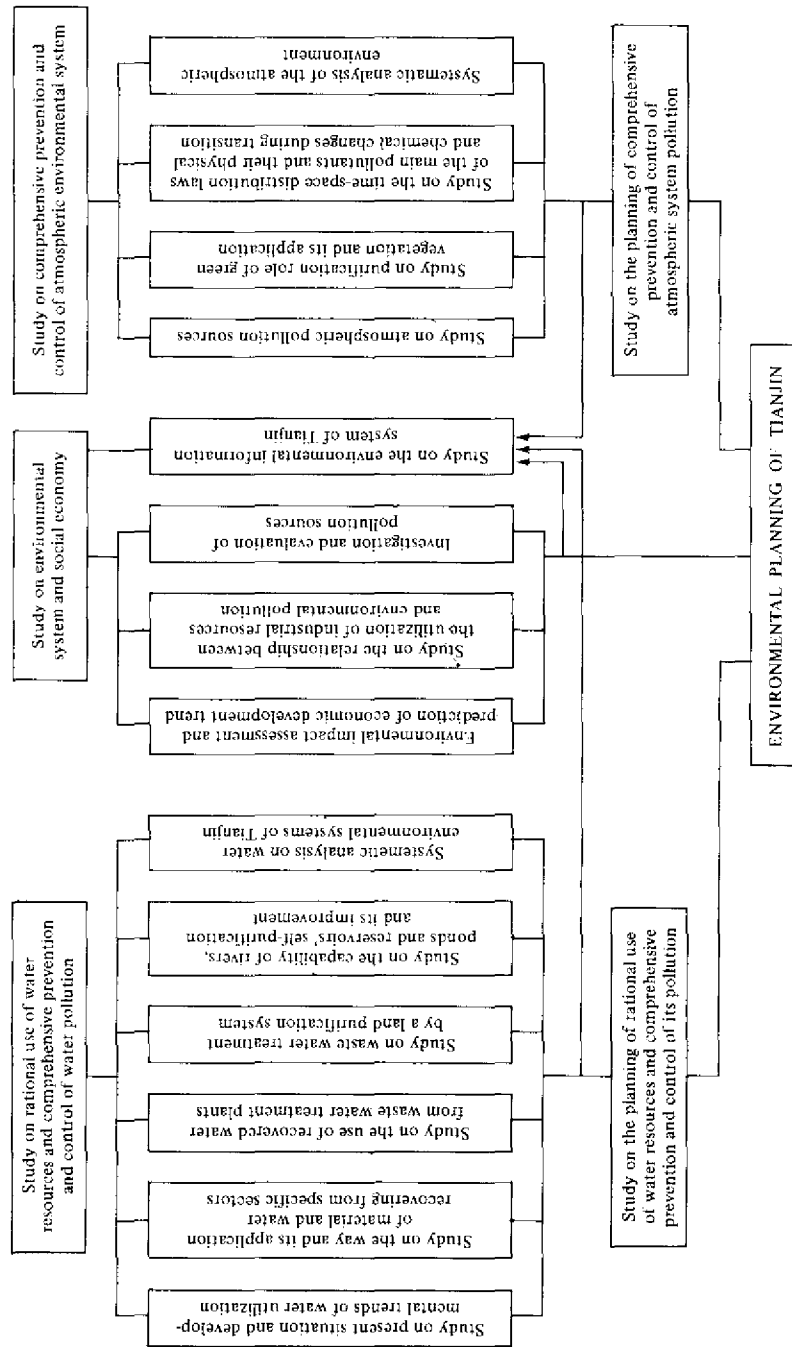 Study on rational use of water
resources and comprehensive prevention
and control of water pollution
Study on environmental
system and social economy
Study on comprehensive prevention and
control of atmospheric environmental system
Study on present situation and develop-
mental trends of water utilization
Study on the way and its application
of material and water
recovering from specific sectors
Study on the use of recovered water
from waste water treatment plants
Study on waste water treatment
by a land purification system
Study on the capability of rivers,
ponds and reservoirs' self-purification
and its improvement
Systemetic analysis on water
environmental systems of Tianjin
Environmental impact assessment and
prediction of economic development trend
Study on the relationship between
the utilization of industrial resources
and environmental pollution
Investigation and evaluation of
pollution sources
Study on the environmental information
system of Tianjin
Study on atmospheric pollution sources
Study on purification role of green
vegetation and its application
Study on the time-space distribution laws
of the main pollutants and their physical
and chemical changes during transition
Systematic analysis of the atmospheric
environment
Study on the planning of rational use
of water resources and comprehensive
prevention and control of its pollution
Study on the planning of comprehensive
prevention and control of
atmospheric system pollution
ENVIRONMENTAL PLANNING OF TIANJIN